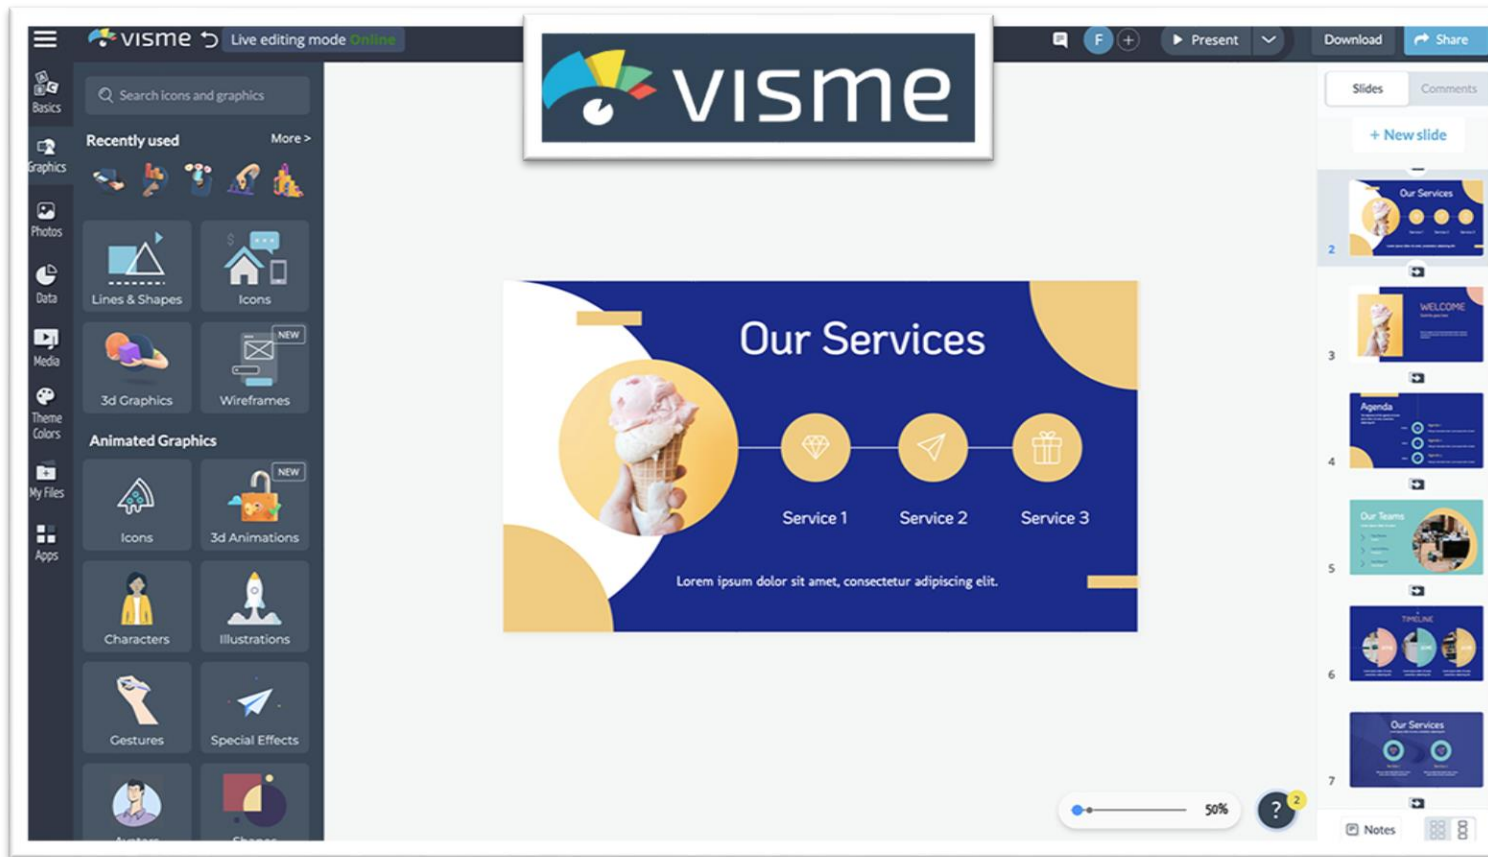 visme
Live editing mode Online
visme
F
Present
Download
Share
Basics
Graphics
Photos
Data
Media
Theme
Colors
My Files
Apps
Search icons and graphics
Recently used
More >
Lines & Shapes
Icons
3d Graphics
NEW
Wireframes
Animated Graphics
Icons
NEW
3d Animations
Characters
Illustrations
Gestures
Special Effects
Our Services
Service 1
Service 2
Service 3
Lorem ipsum dolor sit amet, consectetur adipiscing elit.
50%
?
2
Slides
Comments
+ New slide
Our Services
2
WELCOME
3
Agenda
4
Our Teams
5
TIMELINE
6
Our Services
7
Notes